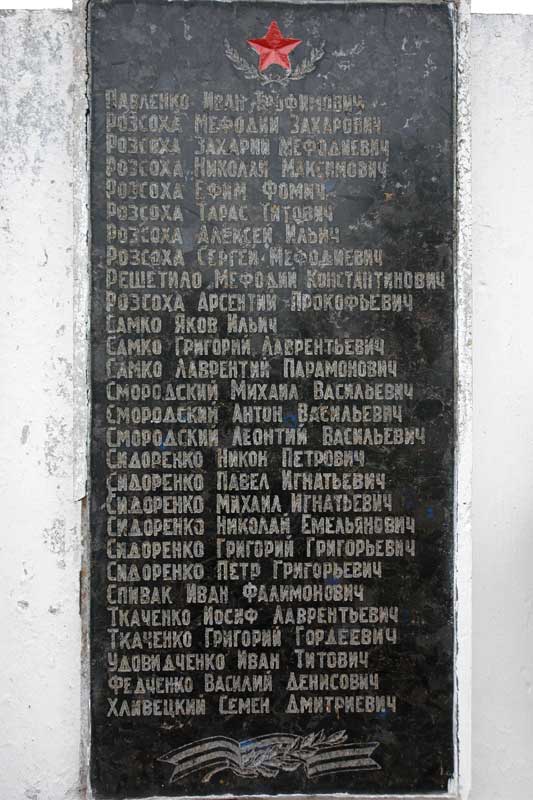 Павленко Иван Трофимович
Розсоха Мефодий Захарович
Розсоха Захарий Мефодиевич
Розсоха Николай Максимович
Розсоха Ефим Фомич
Розсоха Тарас Титович
Розсоха Алексей Ильич
Розсоха Сергей Мефодиевич
Решетило Мефодий Константинович
Розсоха Арсентий Прокофьевич
Самко Яков Ильич
Самко Григорий Лаврентьевич
Самко Лаврентий Парамонович
Смородский Михаил Васильевич
Смородский Антон Васильевич
Смородский Леонтий Васильевич
Сидоренко Никон Петрович
Сидоренко Павел Игнатьевич
Сидоренко Михаил Игнатьевич
Сидоренко Николай Емельянович
Сидоренко Григорий Григорьевич
Сидоренко Петр Григорьевич
Спивак Иван Фалимонович
Ткаченко Иосиф Лаврентьевич
Ткаченко Григорий Гордеевич
Удовидченко Иван Титович
Федченко Василий Денисович
Хливецкий Семен Дмитриевич